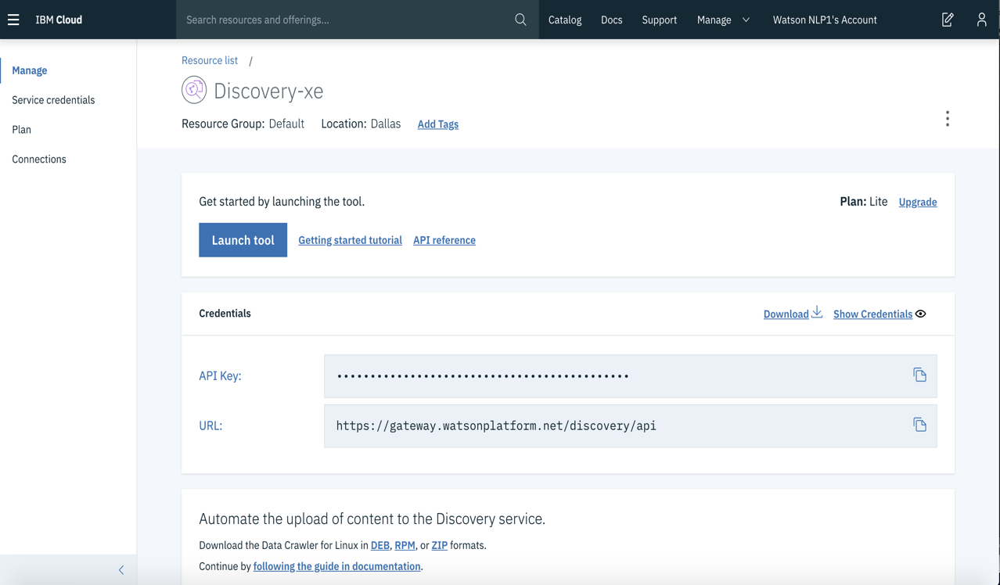 IBM Cloud
Search resources and offerings...
Catalog
Docs
Support
Manage
Watson NLP1's Account
Manage
Service credentials
Plan
Connections
Resource list /
Discovery-xe
Resource Group: Default Location: Dallas Add Tags
Get started by launching the tool.
Plan: Lite Upgrade
Launch tool Getting started tutorial API reference
Credentials
Download Show Credentials
API Key: ••••••••••••••••••••••••••••••••••••••••••••
URL: https://gateway.watsonplatform.net/discovery/api
Automate the upload of content to the Discovery service.
Download the Data Crawler for Linux in DEB, RPM, or ZIP formats.
Continue by following the guide in documentation.